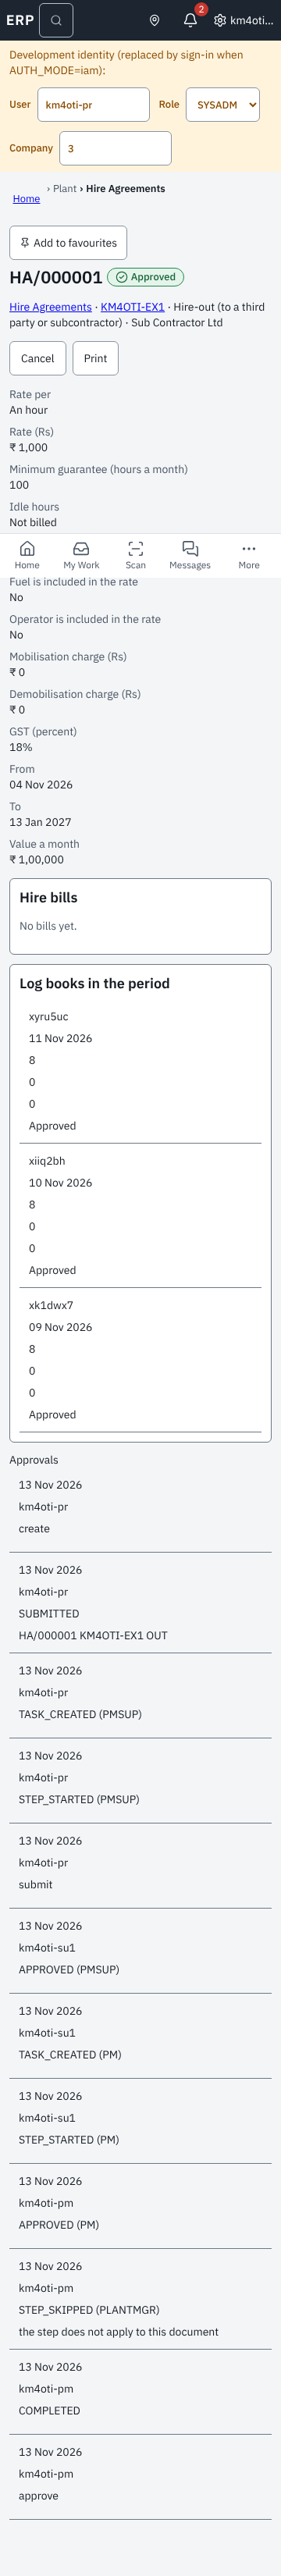 ERP
2
km4oti...
Development identity (replaced by sign-in when
AUTH_MODE=iam):
User km4oti-pr Role SYSADM
Company 3
Home › Plant › Hire Agreements
Add to favourites
HA/000001 Approved
Hire Agreements · KM4OTI-EX1 · Hire-out (to a third
party or subcontractor) · Sub Contractor Ltd
Cancel Print
Rate per
An hour
Rate (Rs)
₹ 1,000
Minimum guarantee (hours a month)
100
Idle hours
Not billed
Home My Work Scan Messages More
Fuel is included in the rate
No
Operator is included in the rate
No
Mobilisation charge (Rs)
₹ 0
Demobilisation charge (Rs)
₹ 0
GST (percent)
18%
From
04 Nov 2026
To
13 Jan 2027
Value a month
₹ 1,00,000
Hire bills
No bills yet.
Log books in the period
xyru5uc
11 Nov 2026
8
0
0
Approved
xiiq2bh
10 Nov 2026
8
0
0
Approved
xk1dwx7
09 Nov 2026
8
0
0
Approved
Approvals
13 Nov 2026
km4oti-pr
create
13 Nov 2026
km4oti-pr
SUBMITTED
HA/000001 KM4OTI-EX1 OUT
13 Nov 2026
km4oti-pr
TASK_CREATED (PMSUP)
13 Nov 2026
km4oti-pr
STEP_STARTED (PMSUP)
13 Nov 2026
km4oti-pr
submit
13 Nov 2026
km4oti-su1
APPROVED (PMSUP)
13 Nov 2026
km4oti-su1
TASK_CREATED (PM)
13 Nov 2026
km4oti-su1
STEP_STARTED (PM)
13 Nov 2026
km4oti-pm
APPROVED (PM)
13 Nov 2026
km4oti-pm
STEP_SKIPPED (PLANTMGR)
the step does not apply to this document
13 Nov 2026
km4oti-pm
COMPLETED
13 Nov 2026
km4oti-pm
approve